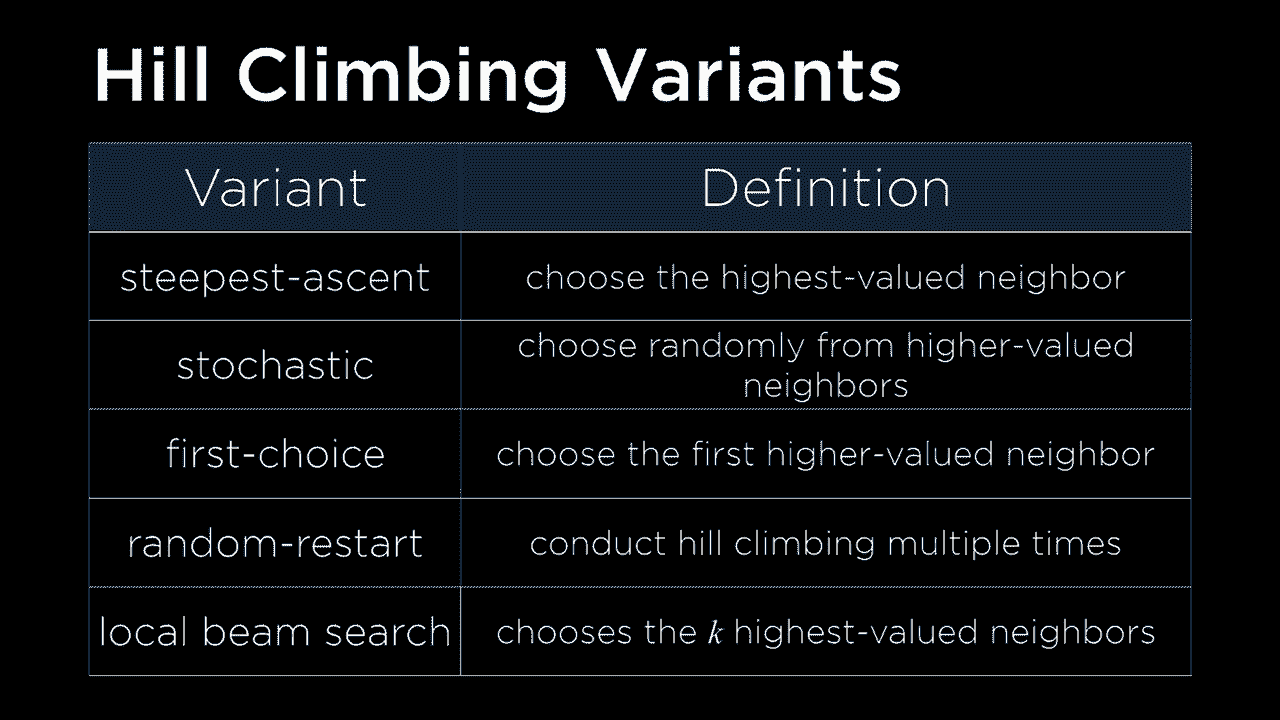 Hill Climbing Variants
Variant
Definition
steepest-ascent
choose the highest-valued neighbor
stochastic
choose randomly from higher-valued
neighbors
first-choice
choose the first higher-valued neighbor
random-restart
conduct hill climbing multiple times
local beam search
chooses the k highest-valued neighbors